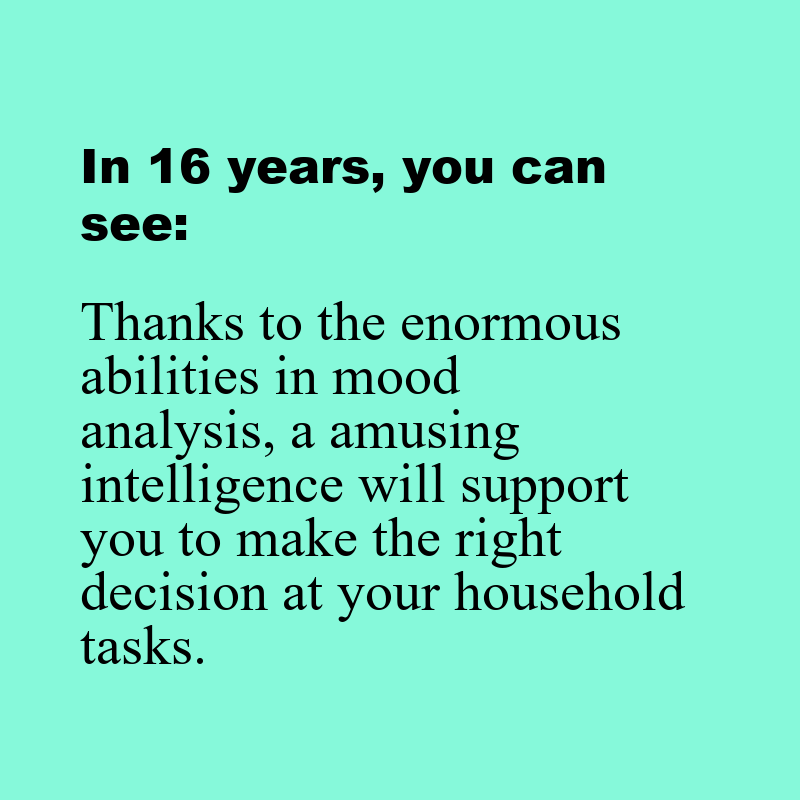 In 16 years, you can
see:
Thanks to the enormous
abilities in mood
analysis, a amusing
intelligence will support
you to make the right
decision at your household
tasks.